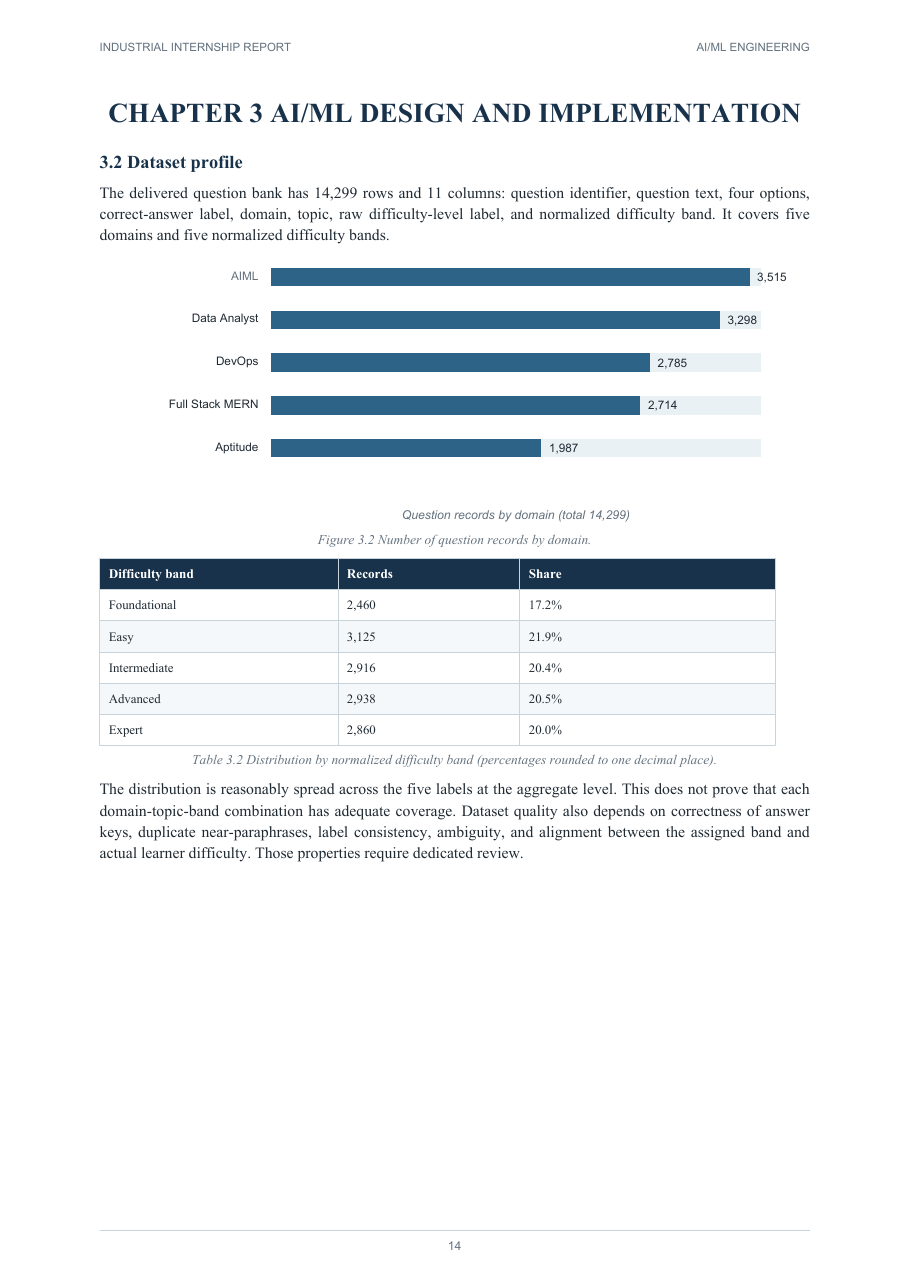 INDUSTRIAL INTERNSHIP REPORT
AI/ML ENGINEERING
CHAPTER 3 AI/ML DESIGN AND IMPLEMENTATION
3.2 Dataset profile
The delivered question bank has 14,299 rows and 11 columns: question identifier, question text, four options,
correct-answer label, domain, topic, raw difficulty-level label, and normalized difficulty band. It covers five
domains and five normalized difficulty bands.
AIML 3,515
Data Analyst 3,298
DevOps 2,785
Full Stack MERN 2,714
Aptitude 1,987
Question records by domain (total 14,299)
Figure 3.2 Number of question records by domain.
Difficulty band Records Share
Foundational 2,460 17.2%
Easy 3,125 21.9%
Intermediate 2,916 20.4%
Advanced 2,938 20.5%
Expert 2,860 20.0%
Table 3.2 Distribution by normalized difficulty band (percentages rounded to one decimal place).
The distribution is reasonably spread across the five labels at the aggregate level. This does not prove that each
domain-topic-band combination has adequate coverage. Dataset quality also depends on correctness of answer
keys, duplicate near-paraphrases, label consistency, ambiguity, and alignment between the assigned band and
actual learner difficulty. Those properties require dedicated review.
14